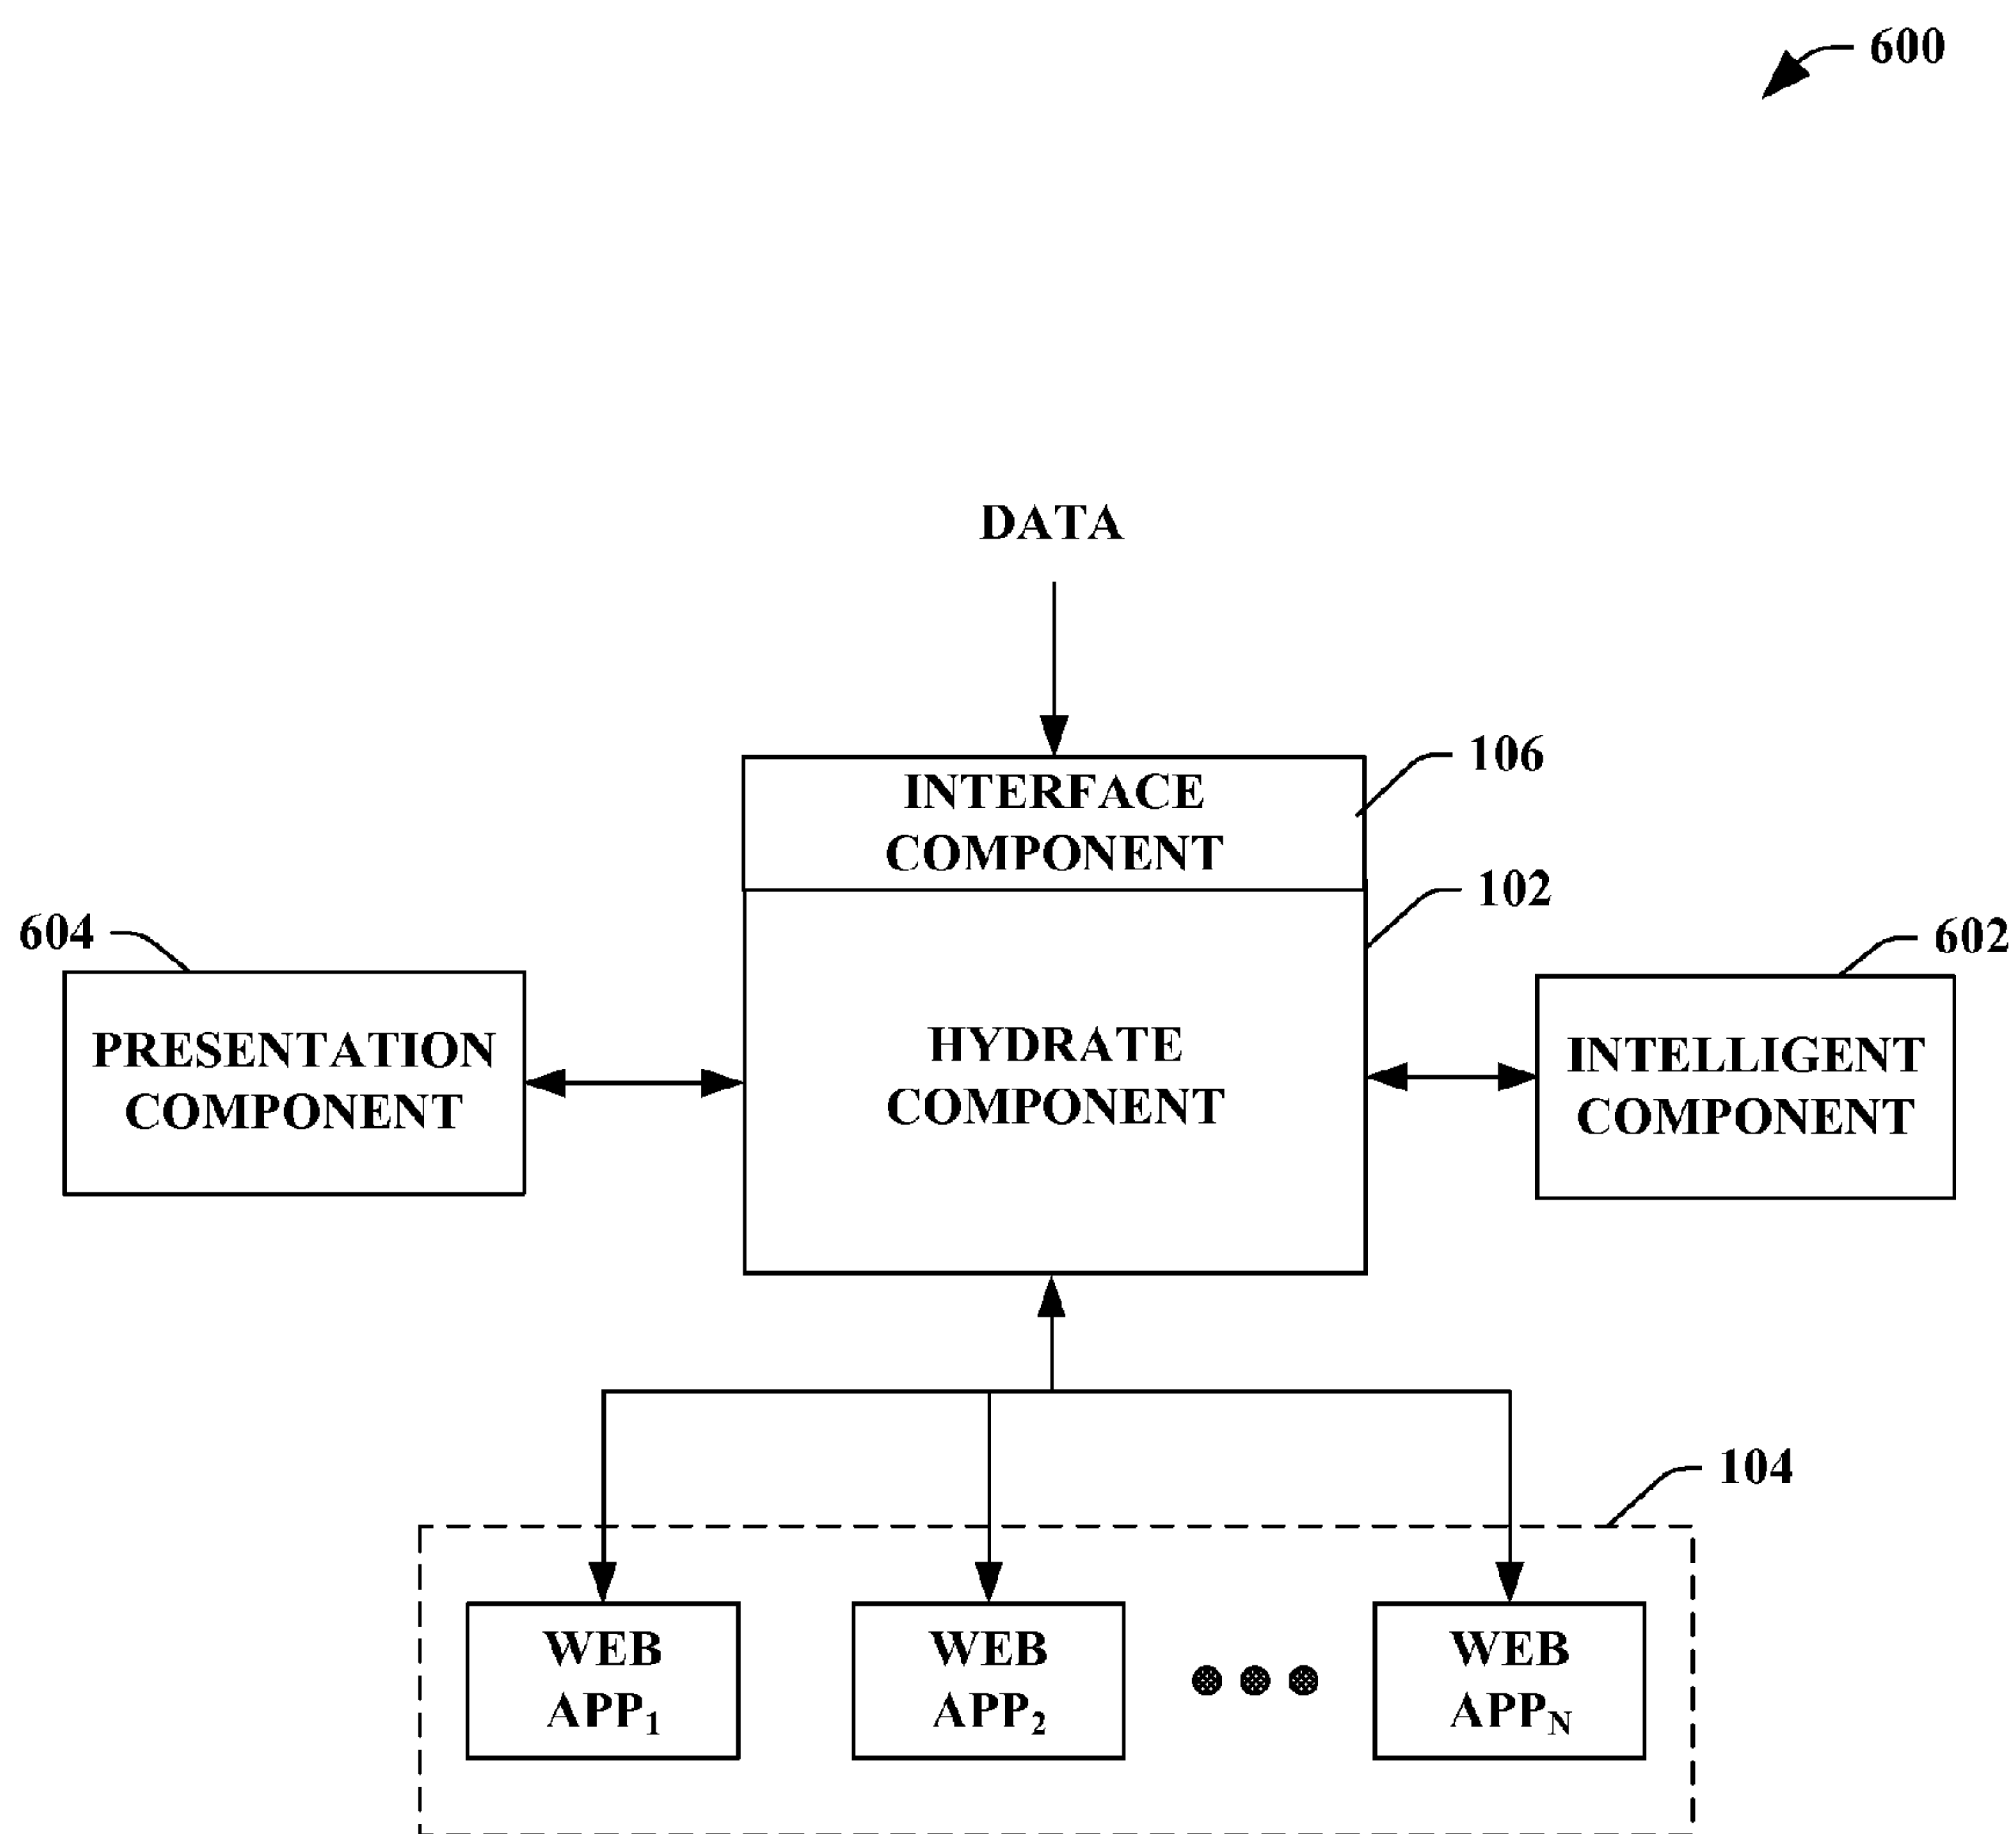 600
DATA
INTERFACE
COMPONENT
106
102
604
602
PRESENTATION
COMPONENT
HYDRATE
COMPONENT
INTELLIGENT
COMPONENT
104
WEB
APP₁
WEB
APP₂
WEB
APP_N